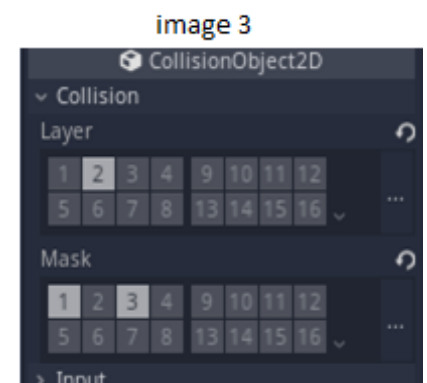 image 3
CollisionObject2D
Collision
Layer
1 2 3 4 9 10 11 12
5 6 7 8 13 14 15 16
...
Mask
1 2 3 4 9 10 11 12
5 6 7 8 13 14 15 16
...
Input